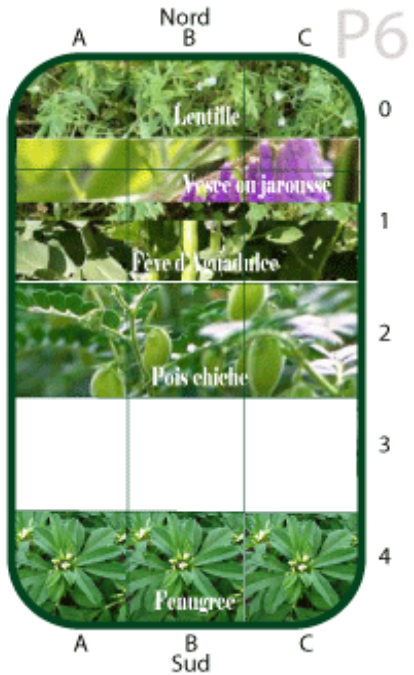 Nord
P6
A B C
0
Lentille
Vesce ou jarousse
1
Fève d'Aguadulce
2
Pois chiche
3
4
Fenugrec
A B C
Sud